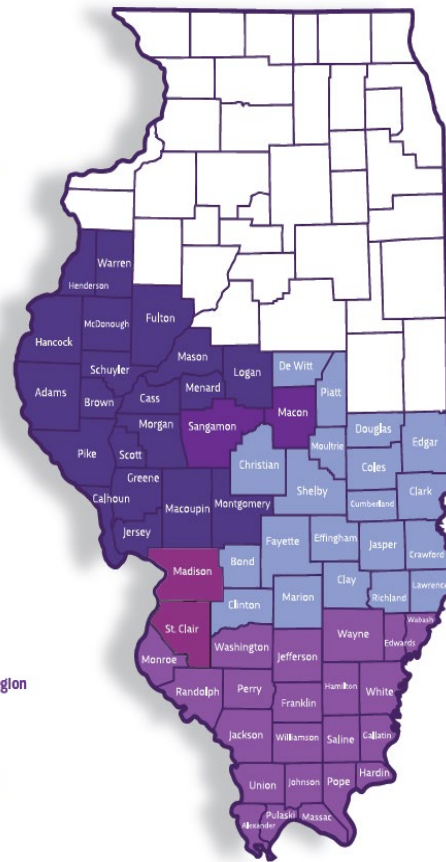 Warren
Henderson
McDonough
Fulton
Hancock
Mason
Logan
De Witt
Schuyler
Piatt
Adams
Brown
Cass
Menard
Macon
Douglas
Sangamon
Edgar
Morgan
Moultrie
Pike
Scott
Christian
Coles
Greene
Shelby
Clark
Calhoun
Macoupin
Montgomery
Cumberland
Jersey
Fayette
Effingham
Jasper
Crawford
Madison
Bond
Clay
Lawrence
Clinton
Marion
Richland
St. Clair
Wabash
Washington
Wayne
Edwards
Monroe
Jefferson
gion
Randolph
Perry
Hamilton
White
Franklin
Jackson
Williamson
Saline
Gallatin
Hardin
Union
Johnson
Pope
Pulaski
Massac
Alexander